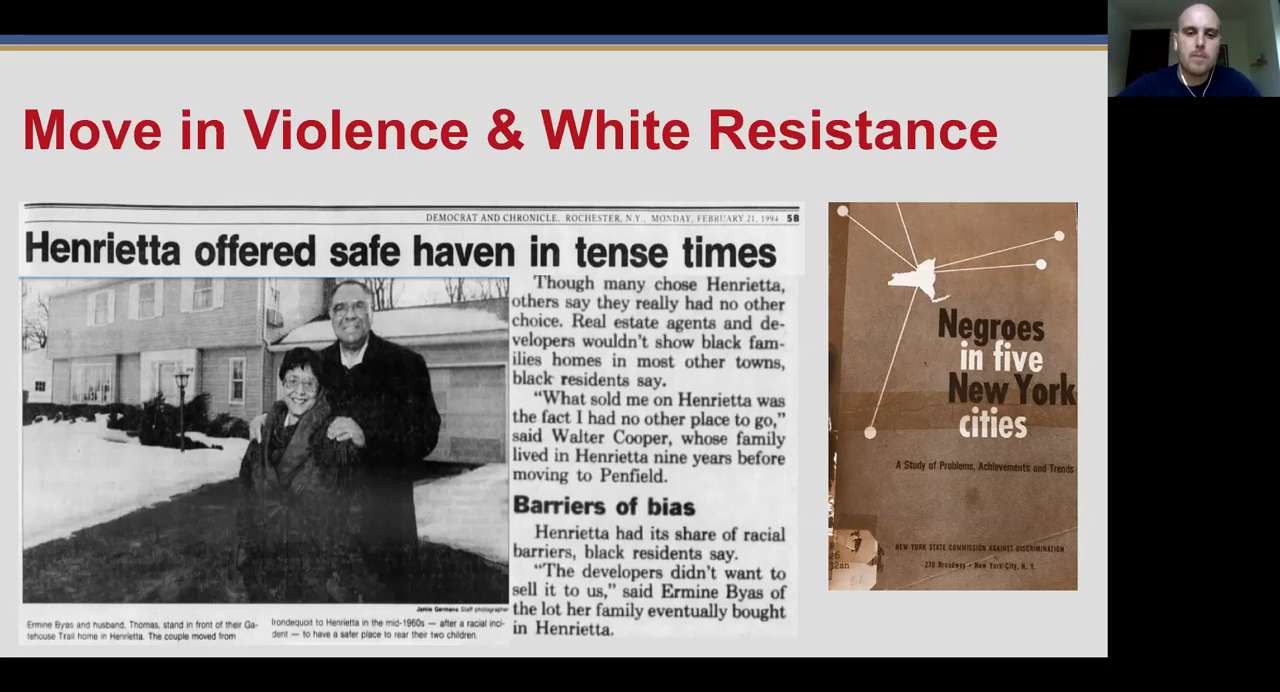 Move in Violence & White Resistance
DEMOCRAT AND CHRONICLE, ROCHESTER, N.Y., MONDAY, FEBRUARY 21, 1994 5B
Henrietta offered safe haven in tense times
Though many chose Henrietta,
others say they really had no other
choice. Real estate agents and de-
velopers wouldn't show black fam-
ilies homes in most other towns,
black residents say.
"What sold me on Henrietta was
the fact I had no other place to go,"
said Walter Cooper, whose family
lived in Henrietta nine years before
moving to Penfield.
Barriers of bias
Henrietta had its share of racial
barriers, black residents say.
"The developers didn't want to
sell it to us," said Ermine Byas of
the lot her family eventually bought
in Henrietta.
Jamie Germano Staff photographer
Ermine Byas and husband, Thomas, stand in front of their Ga-
tehouse Trail home in Henrietta. The couple moved from
Irondequoit to Henrietta in the mid-1960s — after a racial inci-
dent — to have a safer place to rear their two children.
Negroes
in five
New York
cities
A Study of Problems, Achievements and Trends
NEW YORK STATE COMMISSION AGAINST DISCRIMINATION
270 Broadway - New York City, N. Y.